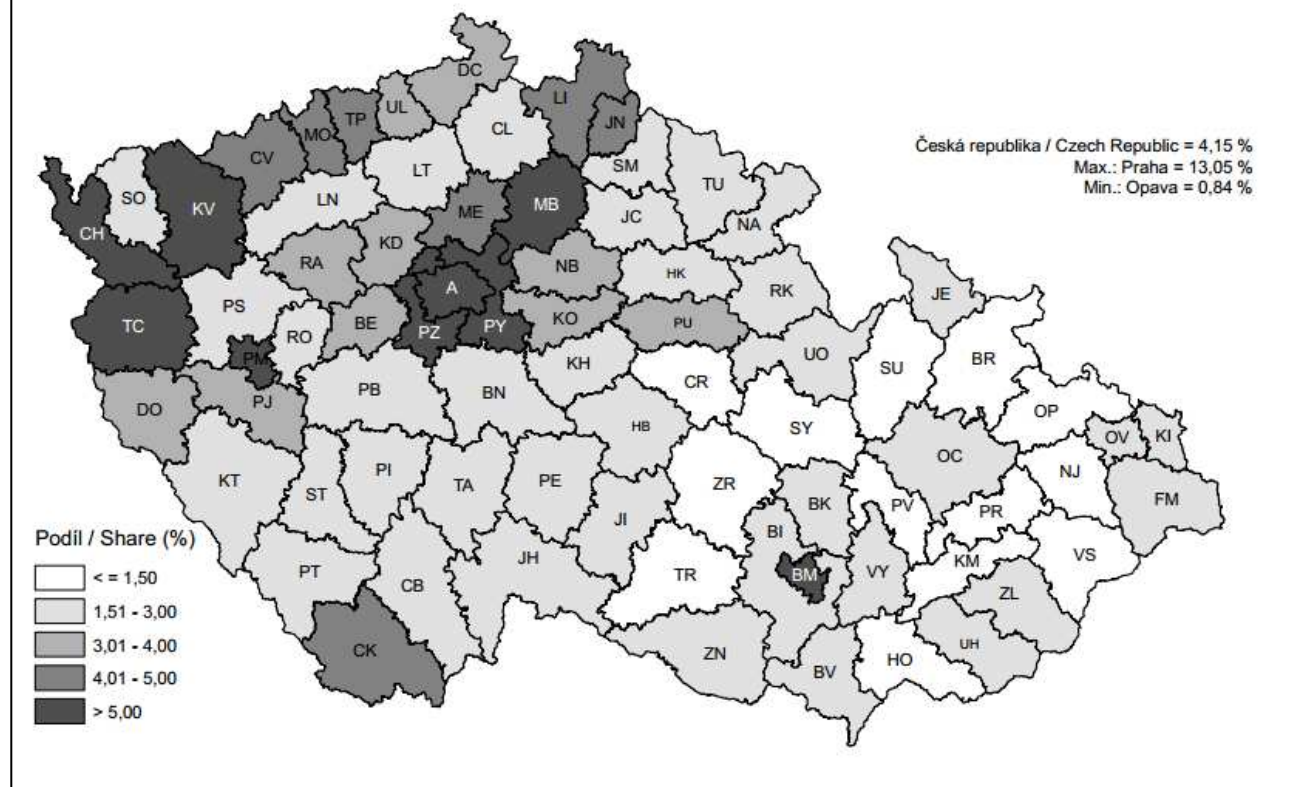 DC
LI
UL
TP
JN
MO
CL
CV
SM
LT
TU
SO
LN
KV
ME
MB
JC
NA
CH
KD
RA
NB
HK
A
RK
JE
PS
TC
BE
PZ
PY
KO
PU
RO
PM
UO
KH
BR
SU
CR
PB
BN
DO
PJ
OP
HB
SY
OV
KI
OC
KT
ST
PI
TA
PE
ZR
NJ
FM
BK
PV
PR
JI
BI
JH
VS
KM
PT
CB
TR
BM
VY
ZL
UH
CK
ZN
BV
HO
Česká republika / Czech Republic = 4,15 %
Max.: Praha = 13,05 %
Min.: Opava = 0,84 %
Podíl / Share (%)
< = 1,50
1,51 - 3,00
3,01 - 4,00
4,01 - 5,00
> 5,00